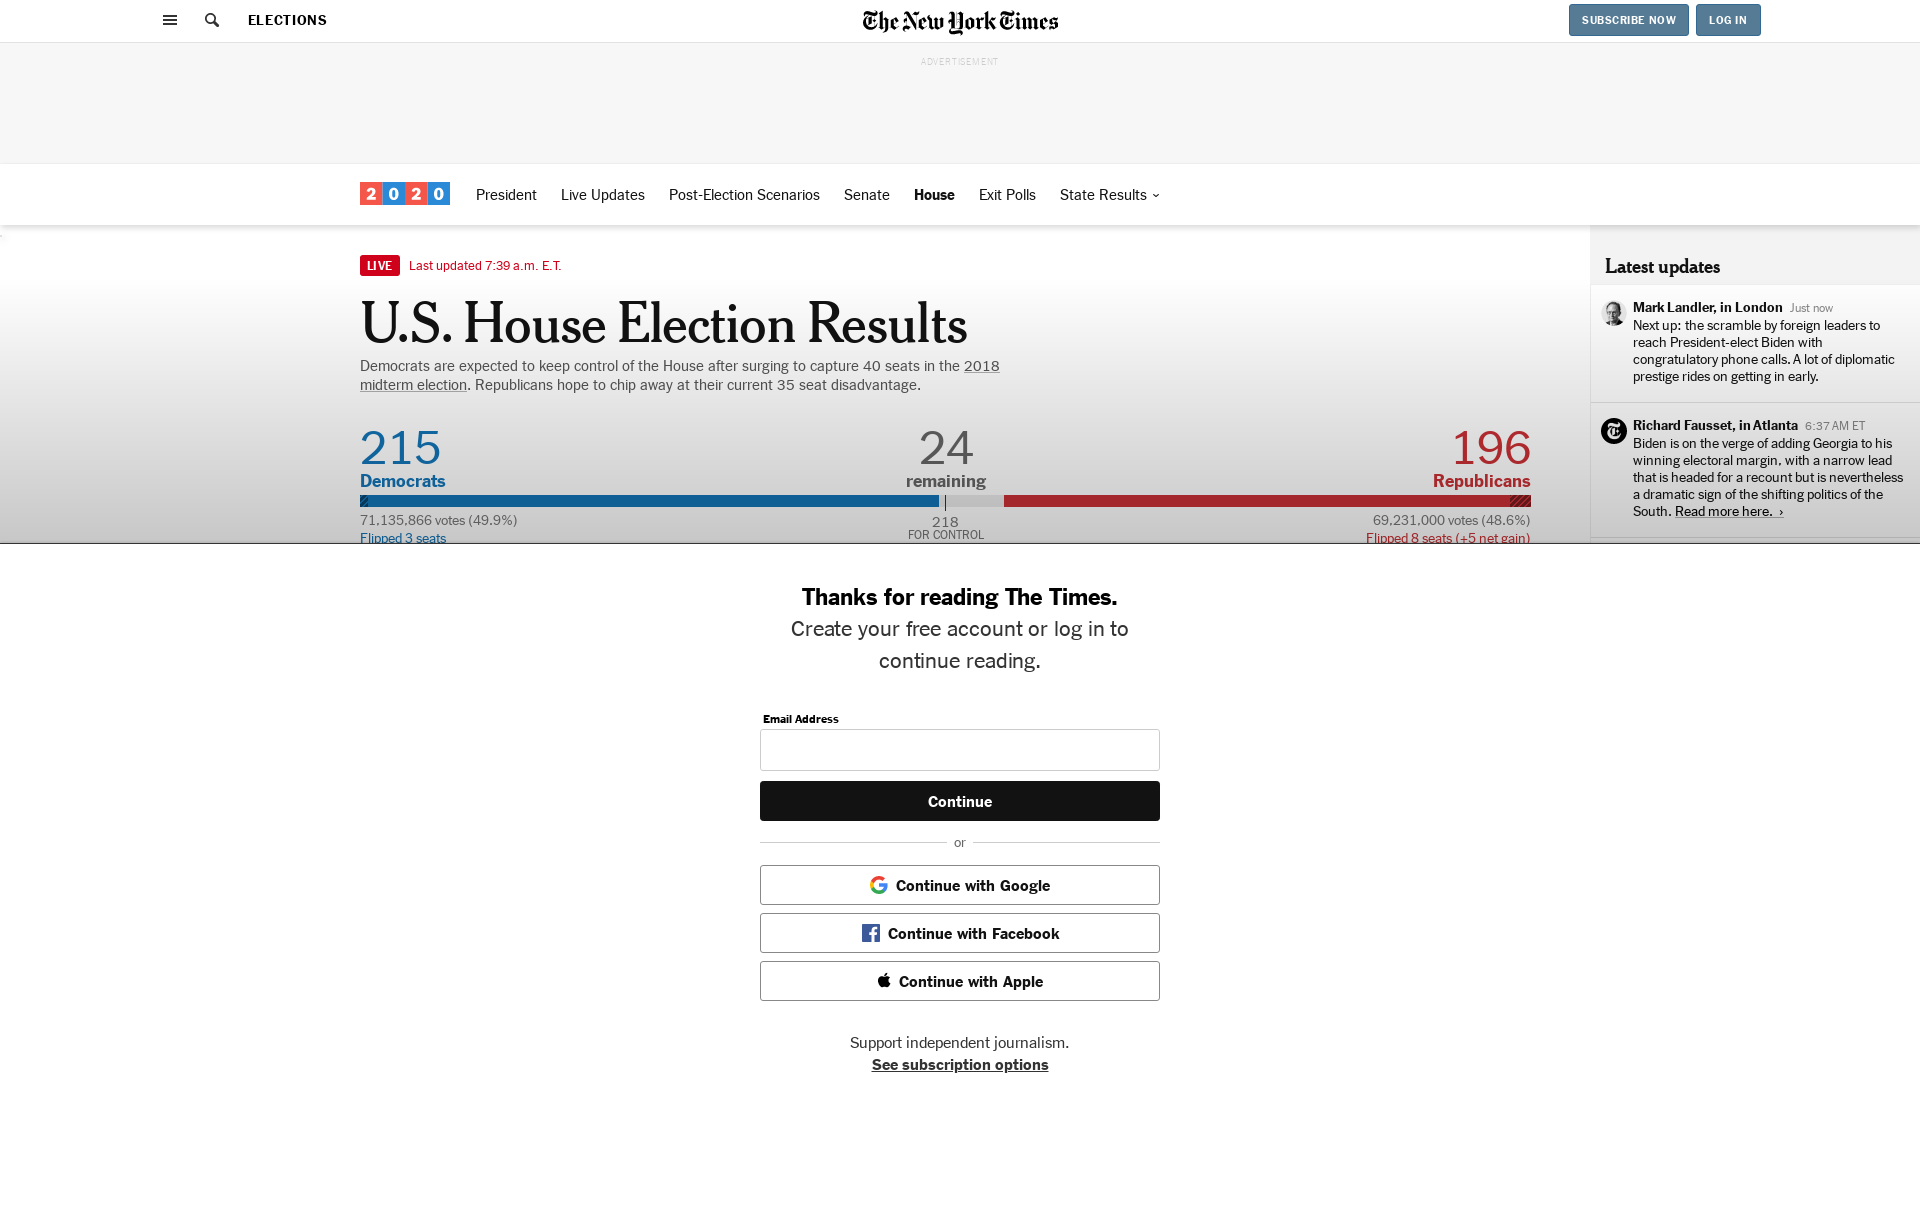 ELECTIONS
The New York Times
SUBSCRIBE NOW
LOG IN
ADVERTISEMENT
2020
President
Live Updates
Post-Election Scenarios
Senate
House
Exit Polls
State Results
LIVE
Last updated 7:39 a.m. E.T.
U.S. House Election Results
Democrats are expected to keep control of the House after surging to capture 40 seats in the 2018
midterm election. Republicans hope to chip away at their current 35 seat disadvantage.
215
Democrats
24
remaining
196
Republicans
71,135,866 votes (49.9%)
218
FOR CONTROL
69,231,000 votes (48.6%)
Flipped 3 seats
Flipped 8 seats (+5 net gain)
Latest updates
Mark Landler, in London Just now
Next up: the scramble by foreign leaders to
reach President-elect Biden with
congratulatory phone calls. A lot of diplomatic
prestige rides on getting in early.
Richard Fausset, in Atlanta 6:37 AM ET
Biden is on the verge of adding Georgia to his
winning electoral margin, with a narrow lead
that is headed for a recount but is nevertheless
a dramatic sign of the shifting politics of the
South. Read more here. ›
Thanks for reading The Times.
Create your free account or log in to
continue reading.
Email Address
Continue
or
Continue with Google
Continue with Facebook
Continue with Apple
Support independent journalism.
See subscription options